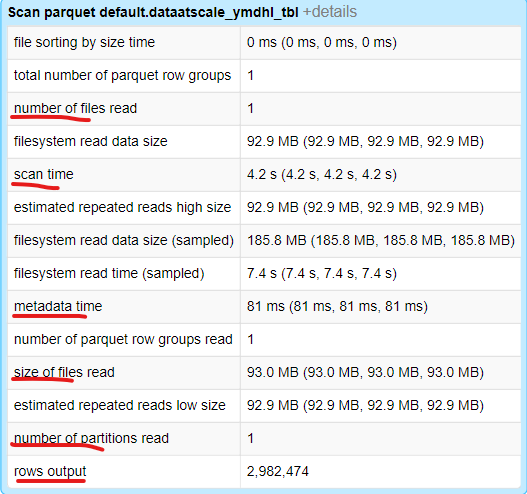 Scan parquet default.dataatscale_ymdhl_tbl +details
file sorting by size time 0 ms (0 ms, 0 ms, 0 ms)
total number of parquet row groups 1
number of files read 1
filesystem read data size 92.9 MB (92.9 MB, 92.9 MB, 92.9 MB)
scan time 4.2 s (4.2 s, 4.2 s, 4.2 s)
estimated repeated reads high size 92.9 MB (92.9 MB, 92.9 MB, 92.9 MB)
filesystem read data size (sampled) 185.8 MB (185.8 MB, 185.8 MB, 185.8 MB)
filesystem read time (sampled) 7.4 s (7.4 s, 7.4 s, 7.4 s)
metadata time 81 ms (81 ms, 81 ms, 81 ms)
number of parquet row groups read 1
size of files read 93.0 MB (93.0 MB, 93.0 MB, 93.0 MB)
estimated repeated reads low size 92.9 MB (92.9 MB, 92.9 MB, 92.9 MB)
number of partitions read 1
rows output 2,982,474